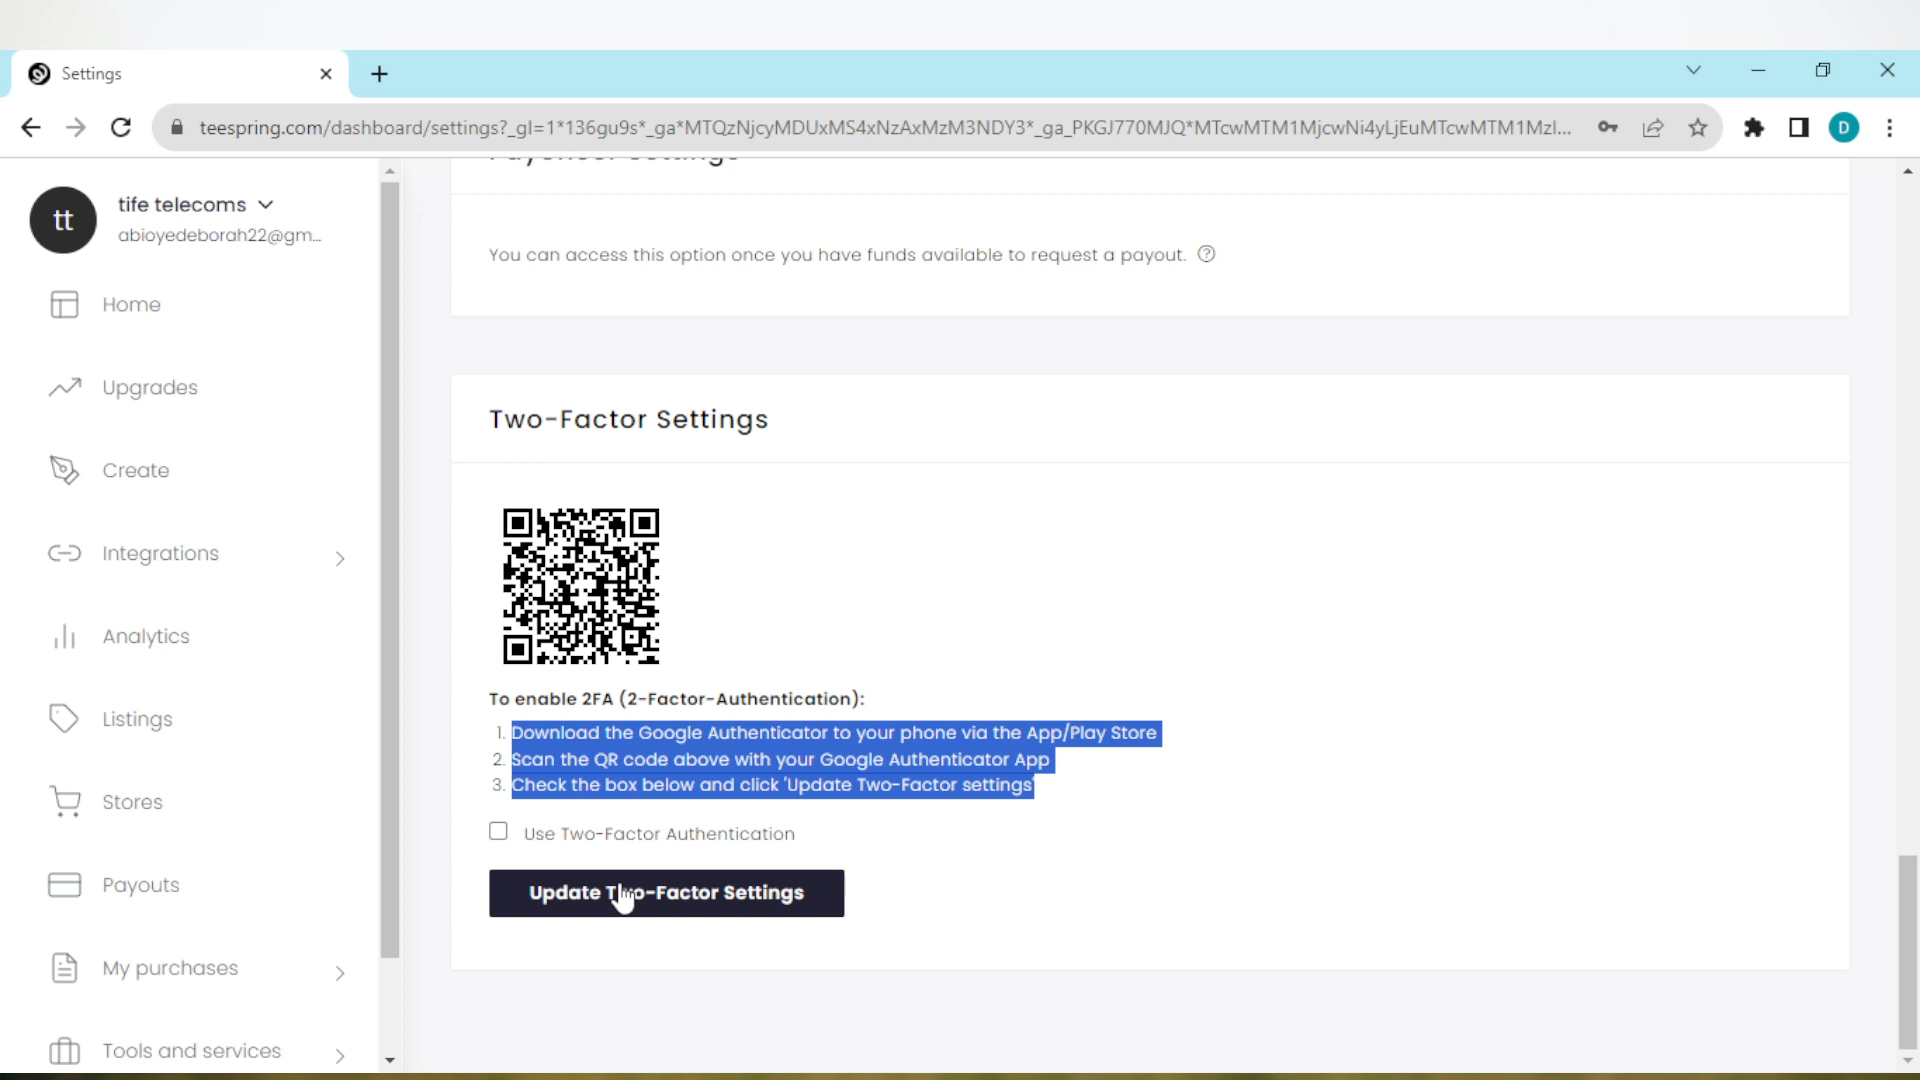 Settings
teespring.com/dashboard/settings?_gl=1*136gu9s*_ga*MTQzNjcyMDUxMS4xNzAxMzM3NDY3*_ga_PKGJ770MJQ*MTcwMTM1MjcwNi4yLjEuMTcwMTM1MzI...
D
Payoneer Settings
tt
tife telecoms
abioyedeborah22@gm...
You can access this option once you have funds available to request a payout.
Home
Upgrades
Two-Factor Settings
Create
Integrations
Analytics
To enable 2FA (2-Factor-Authentication):
Listings
1. Download the Google Authenticator to your phone via the App/Play Store
2. Scan the QR code above with your Google Authenticator App
3. Check the box below and click 'Update Two-Factor settings'
Stores
Use Two-Factor Authentication
Payouts
Update Two-Factor Settings
My purchases
Tools and services